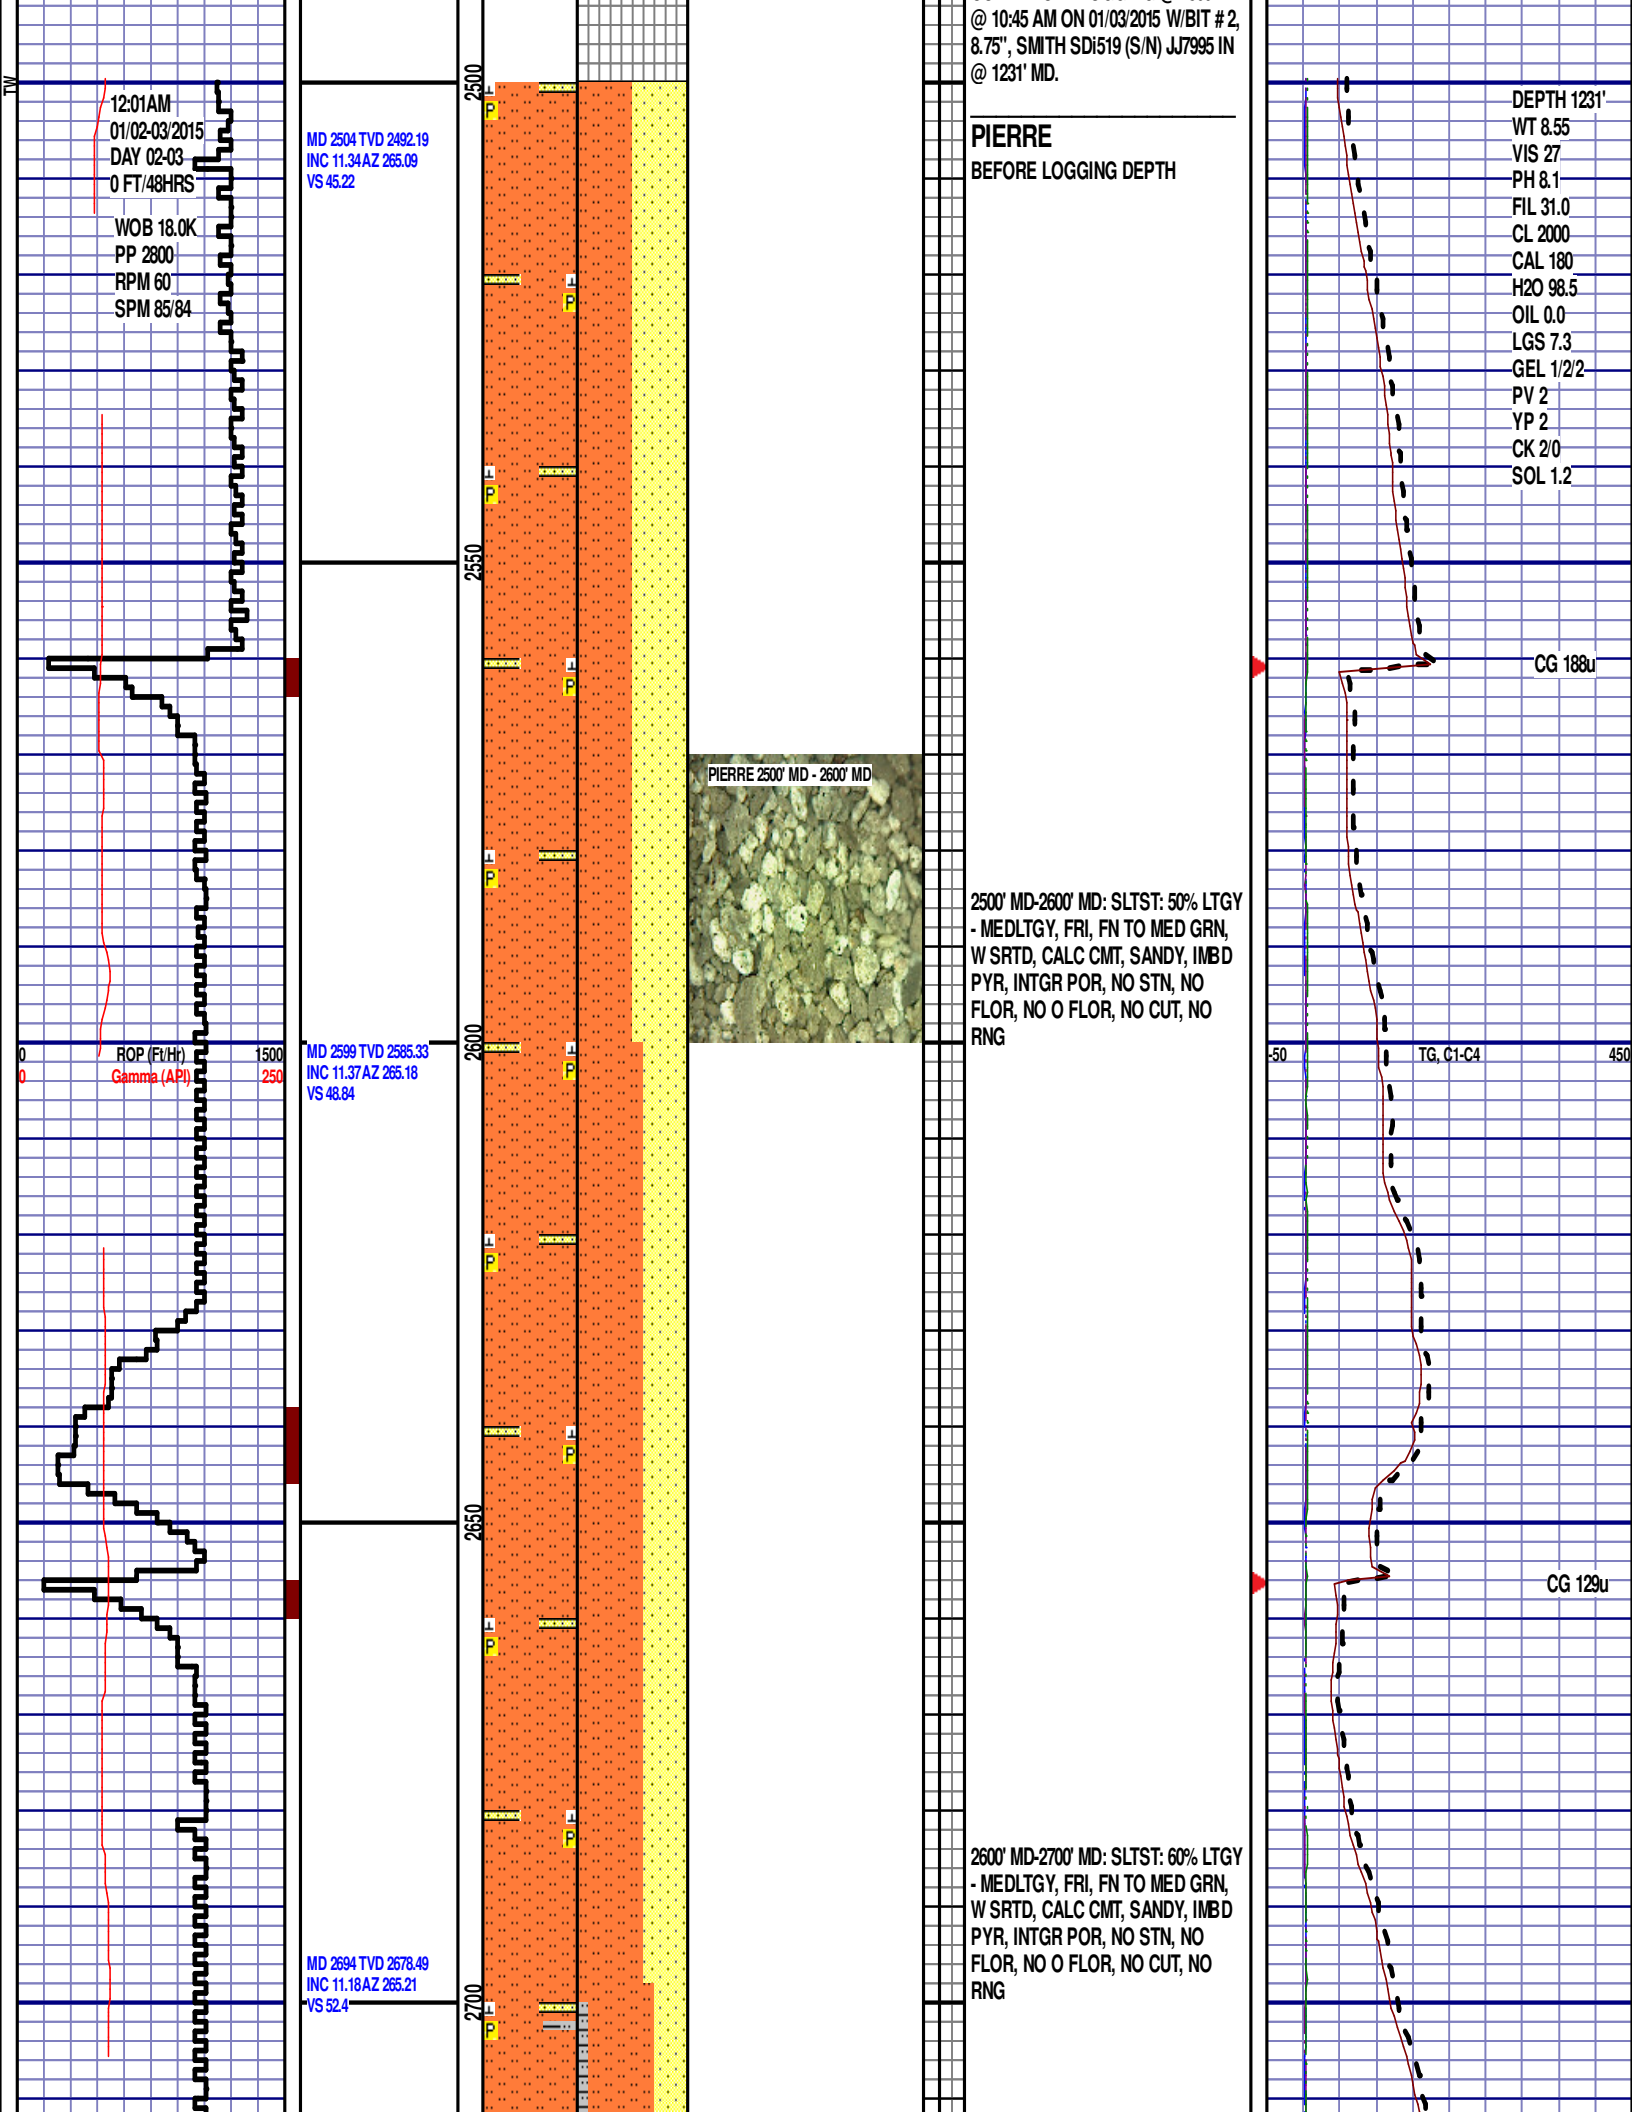 @ 10:45 AM ON 01/03/2015 W/BIT # 2,
8.75", SMITH SDi519 (S/N) JJ7995 IN
@ 1231' MD.
TW
12:01AM
01/02-03/2015
DAY 02-03
0 FT/48HRS
WOB 18.0K
PP 2800
RPM 60
SPM 85/84
2500
MD 2504 TVD 2492.19
INC 11.34 AZ 265.09
VS 45.22
PIERRE
BEFORE LOGGING DEPTH
DEPTH 1231'
WT 8.55
VIS 27
PH 8.1
FIL 31.0
CL 2000
CAL 180
H2O 98.5
OIL 0.0
LGS 7.3
GEL 1/2/2
PV 2
YP 2
CK 2/0
SOL 1.2
P
P
P
2550
P
CG 188u
PIERRE 2500' MD - 2600' MD
P
2500' MD-2600' MD: SLTST: 50% LTGY
- MEDLTGY, FRI, FN TO MED GRN,
W SRTD, CALC CMT, SANDY, IMBD
PYR, INTGR POR, NO STN, NO
FLOR, NO O FLOR, NO CUT, NO
RNG
2600
0 ROP (Ft/Hr) 1500
0 Gamma (API) 250
MD 2599 TVD 2585.33
INC 11.37 AZ 265.18
VS 48.84
P
-50 TG, C1-C4 450
P
P
2650
CG 129u
P
P
2600' MD-2700' MD: SLTST: 60% LTGY
- MEDLTGY, FRI, FN TO MED GRN,
W SRTD, CALC CMT, SANDY, IMBD
PYR, INTGR POR, NO STN, NO
FLOR, NO O FLOR, NO CUT, NO
RNG
MD 2694 TVD 2678.49
INC 11.18 AZ 265.21
VS 52.4
2700
P